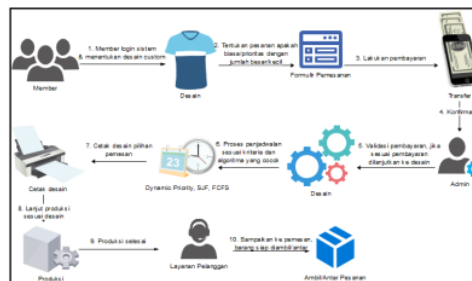 1. Member login sistem
& menentukan desain custom
2. Tentukan pesanan apakah
biasa/prioritas dengan
jumlah besar/kecil
3. Lakukan pembayaran
Member
Desain
Formulir Pemesanan
Transfer
4. Konfirmasi
7. Cetak desain pilihan
pemesan
6. Proses penjadwalan
sesuai kriteria dan
algoritma yang cocok
5. Validasi pembayaran, jika
sesuai pembayaran
dilanjutkan ke desain
23
Admin
Cetak desain
Dynamic Priority, SJF, FCFS
Desain
8. Lanjut produksi
sesuai desain
9. Produksi selesai
10. Sampaikan ke pemesan,
barang siap diambil/antar
Produksi
Layanan Pelanggan
Ambil/Antar Pesanan